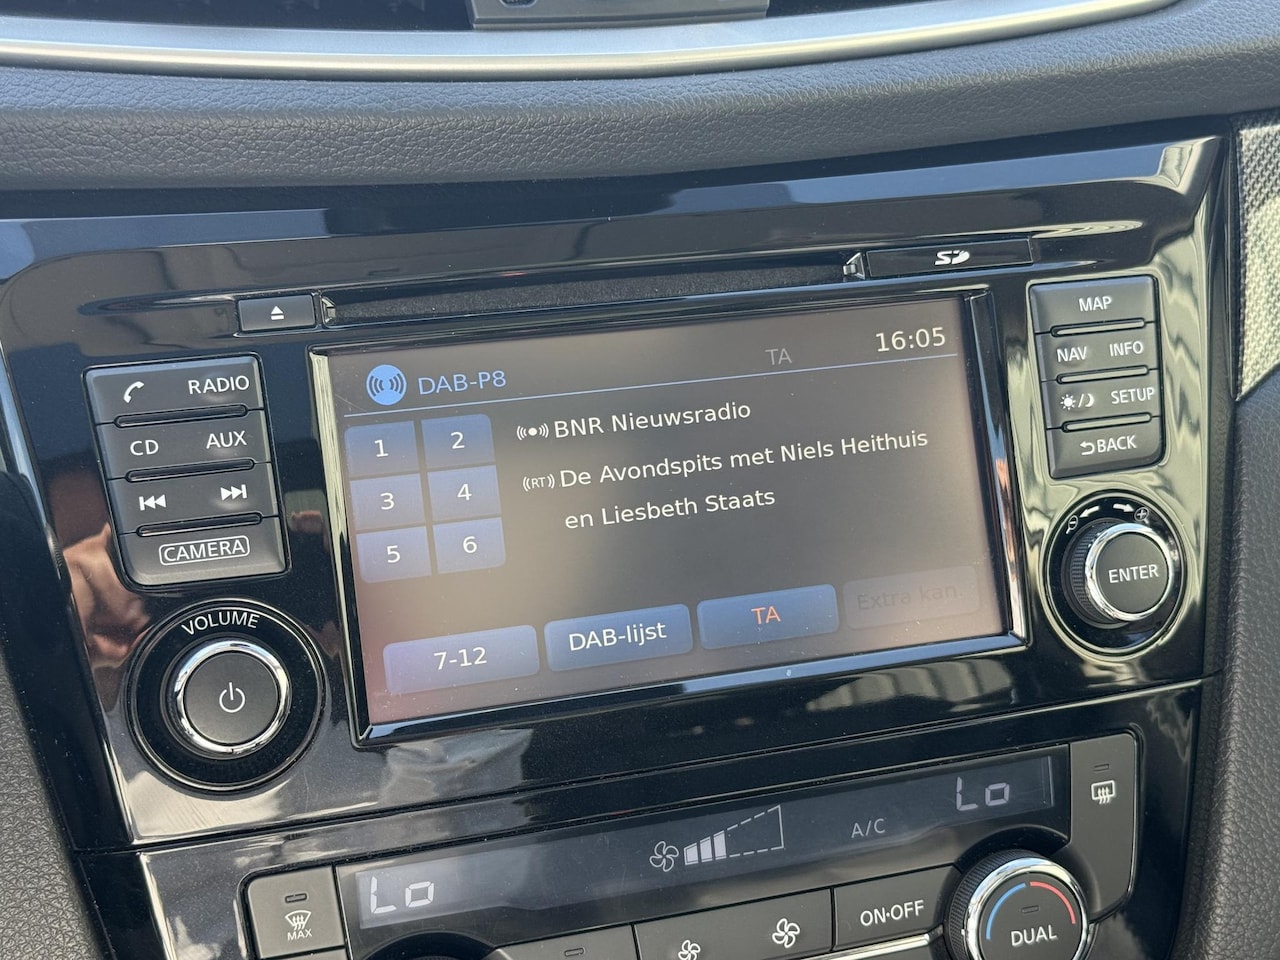 SD
MAP
NAV INFO
SETUP
BACK
ENTER
RADIO
CD AUX
CAMERA
VOLUME
TA 16:05
DAB-P8
1 2
3 4
5 6
BNR Nieuwsradio
((RT)) De Avondspits met Niels Heithuis
en Liesbeth Staats
7-12 DAB-lijst TA Extra kan.
Lo A/C Lo
MAX
ON·OFF
DUAL